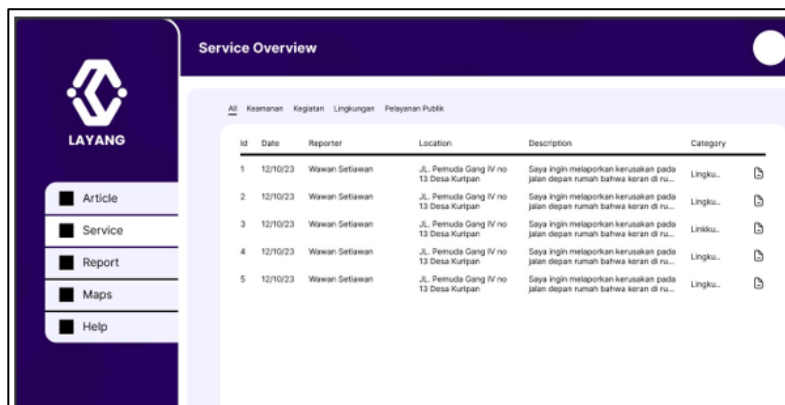 Service Overview
LAYANG
Article
Service
Report
Maps
Help
All Keamanan Kegiatan Lingkungan Pelayanan Publik
Id Date Reporter Location Description Category
1 12/10/23 Wawan Setiawan JL. Pemuda Gang IV no Saya ingin melaporkan kerusakan pada Lingku..
13 Desa Kuripan jalan depan rumah bahwa keran di ru...
2 12/10/23 Wawan Setiawan JL. Pemuda Gang IV no Saya ingin melaporkan kerusakan pada Lingku..
13 Desa Kuripan jalan depan rumah bahwa keran di ru...
3 12/10/23 Wawan Setiawan JL. Pemuda Gang IV no Saya ingin melaporkan kerusakan pada Linkku..
13 Desa Kuripan jalan depan rumah bahwa keran di ru...
4 12/10/23 Wawan Setiawan JL. Pemuda Gang IV no Saya ingin melaporkan kerusakan pada Lingku..
13 Desa Kuripan jalan depan rumah bahwa keran di ru...
5 12/10/23 Wawan Setiawan JL. Pemuda Gang IV no Saya ingin melaporkan kerusakan pada Lingku..
13 Desa Kuripan jalan depan rumah bahwa keran di ru...